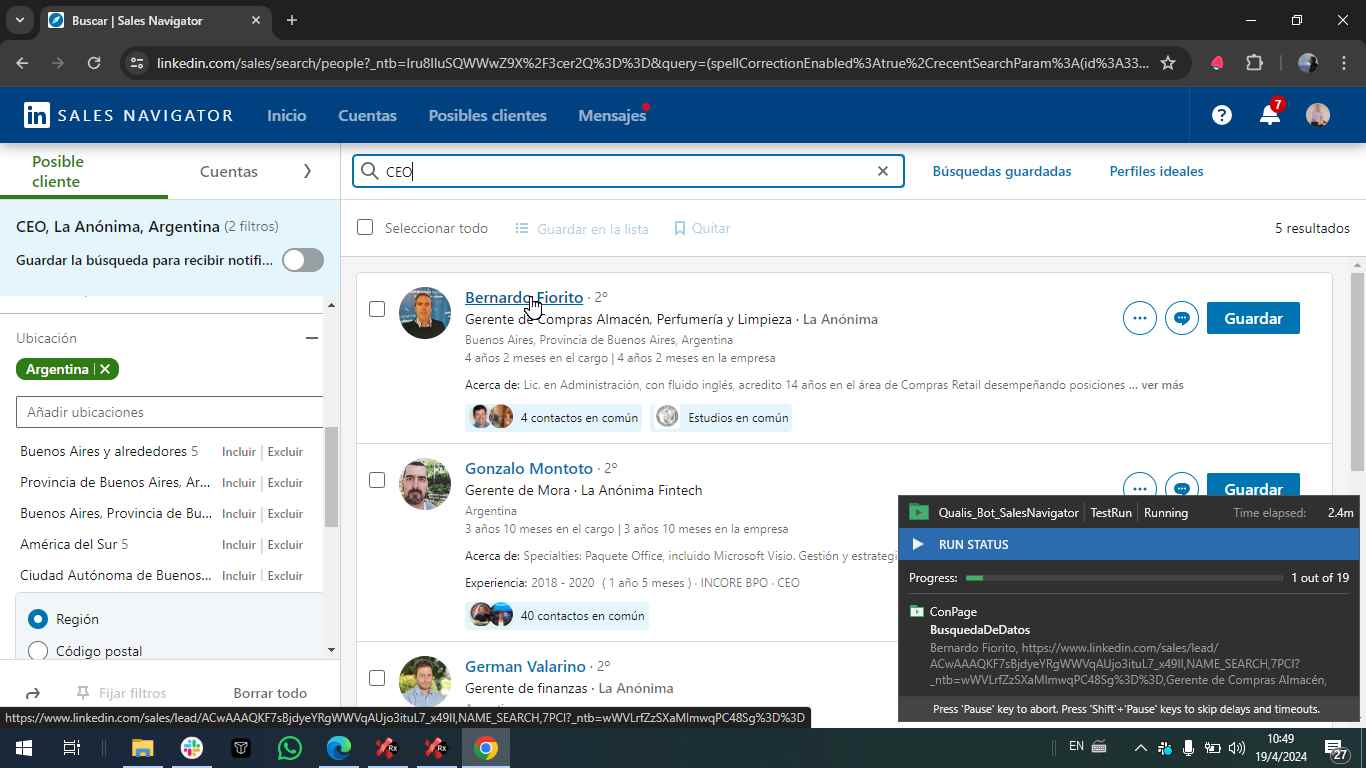 Buscar | Sales Navigator
linkedin.com/sales/search/people?_ntb=Iru8IIuSQWWwZ9X%2F3cer2Q%3D%3D&query=(spellCorrectionEnabled%3Atrue%2CrecentSearchParam%3A(id%3A33...
in SALES NAVIGATOR
Inicio
Cuentas
Posibles clientes
Mensajes
?
7
Posible cliente
Cuentas
CEO
Búsquedas guardadas
Perfiles ideales
CEO, La Anónima, Argentina (2 filtros)
Guardar la búsqueda para recibir notifi...
Seleccionar todo
Guardar en la lista
Quitar
5 resultados
Ubicación
Argentina
Añadir ubicaciones
Buenos Aires y alrededores 5 Incluir | Excluir
Provincia de Buenos Aires, Ar... Incluir | Excluir
Buenos Aires, Provincia de Bu... Incluir | Excluir
América del Sur 5 Incluir | Excluir
Ciudad Autónoma de Buenos... Incluir | Excluir
Región
Código postal
Fijar filtros
Borrar todo
Bernardo Fiorito · 2º
Gerente de Compras Almacén, Perfumería y Limpieza · La Anónima
Buenos Aires, Provincia de Buenos Aires, Argentina
4 años 2 meses en el cargo | 4 años 2 meses en la empresa
Acerca de: Lic. en Administración, con fluido inglés, acredito 14 años en el área de Compras Retail desempeñando posiciones ... ver más
4 contactos en común
Estudios en común
Guardar
Gonzalo Montoto · 2º
Gerente de Mora · La Anónima Fintech
Argentina
3 años 10 meses en el cargo | 3 años 10 meses en la empresa
Acerca de: Specialties: Paquete Office, incluido Microsoft Visio. Gestión y estrategi
Experiencia: 2018 - 2020 ( 1 año 5 meses ) · INCORE BPO · CEO
40 contactos en común
Guardar
German Valarino · 2º
Gerente de finanzas · La Anónima
Qualis_Bot_SalesNavigator | TestRun | Running
Time elapsed: 2.4m
RUN STATUS
Progress: 1 out of 19
ConPage
BusquedaDeDatos
Bernardo Fiorito, https://www.linkedin.com/sales/lead/
ACwAAAQKF7sBjdyeYRgWWVqAUjo3ituL7_x49II,NAME_SEARCH,7PCI?
_ntb=wWVLrfZzSXaMlmwqPC48Sg%3D%3D,Gerente de Compras Almacén,
Press 'Pause' key to abort. Press 'Shift'+'Pause' keys to skip delays and timeouts.
https://www.linkedin.com/sales/lead/ACwAAAQKF7sBjdyeYRgWWVqAUjo3ituL7_x49II,NAME_SEARCH,7PCI?_ntb=wWVLrfZzSXaMlmwqPC48Sg%3D%3D
Rx
Rx
EN
10:49
19/4/2024
27